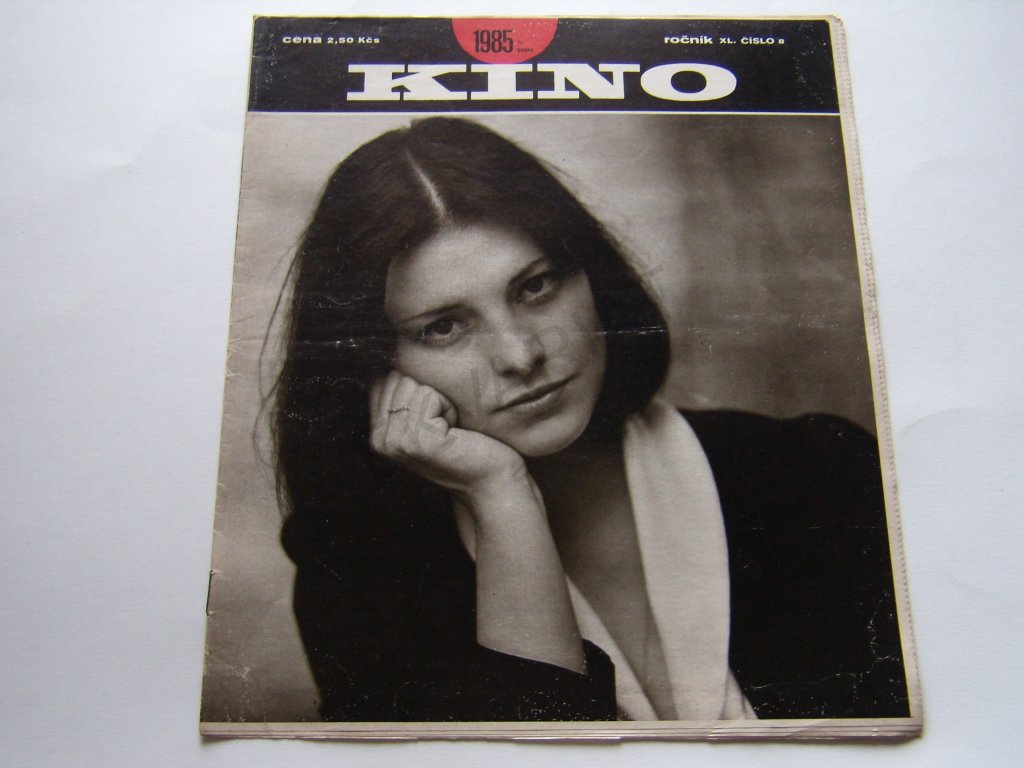 cena 2,50 Kčs
1985
ročník XL. ČÍSLO 8
KINO